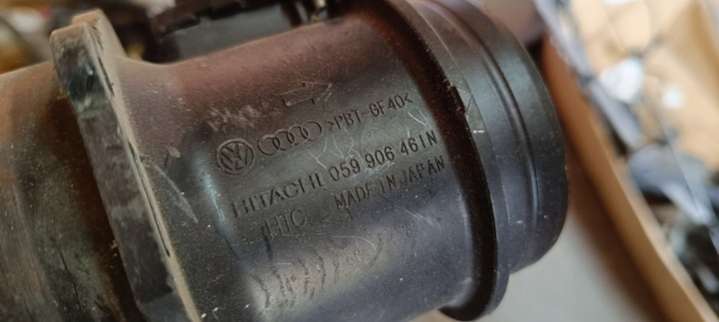 >PBT-GF40<
HITACHI 059 906 461N
MADE IN JAPAN